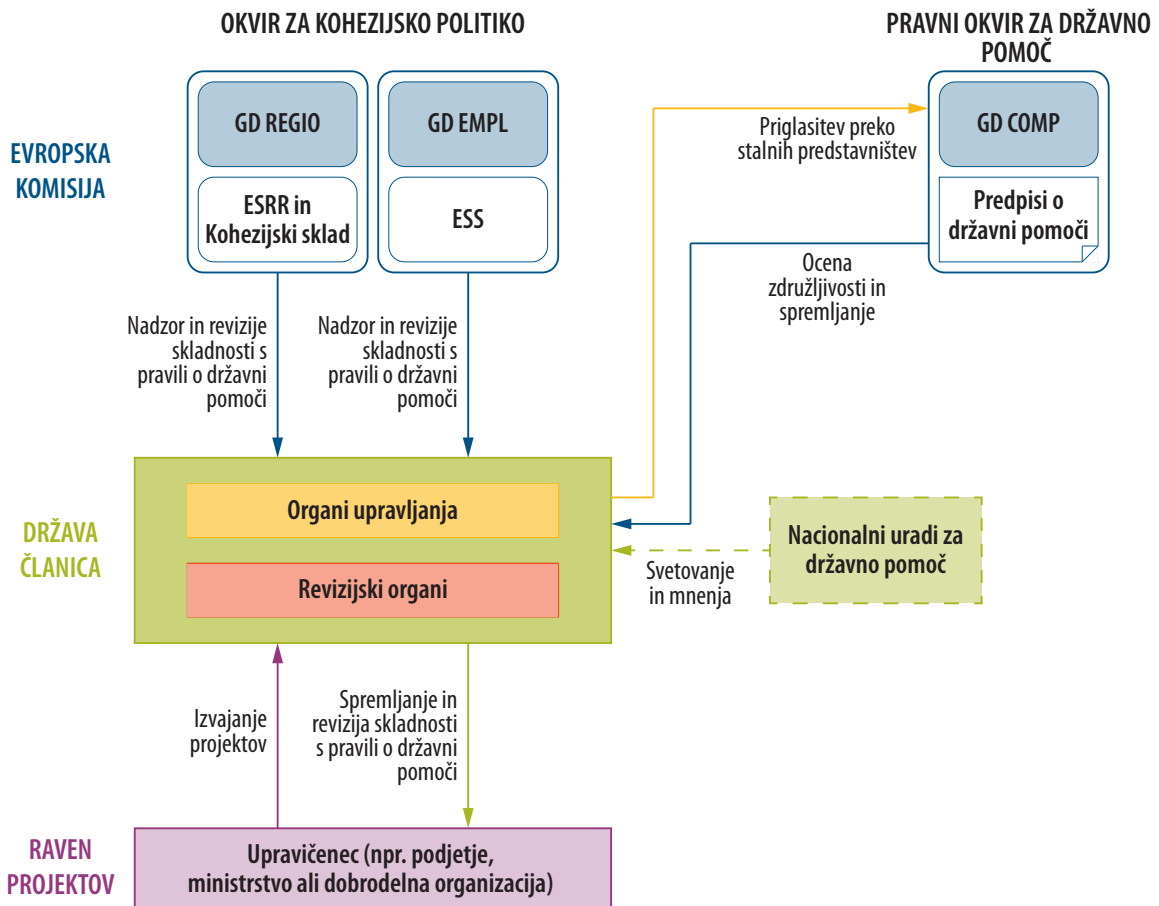 OKVIR ZA KOHEZIJSKO POLITIKO
PRAVNI OKVIR ZA DRŽAVNO
POMOČ
EVROPSKA
KOMISIJA
GD REGIO
ESRR in
Kohezijski sklad
GD EMPL
ESS
Priglasitev preko
stalnih predstavništev
GD COMP
Predpisi o
državni pomoči
Ocena
združljivosti in
spremljanje
Nadzor in revizije
skladnosti s
pravili o državni
pomoči
Nadzor in revizije
skladnosti s
pravili o državni
pomoči
DRŽAVA
ČLANICA
Organi upravljanja
Revizijski organi
Svetovanje
in mnenja
Nacionalni uradi za
državno pomoč
Izvajanje
projektov
Spremljanje in
revizija skladnosti
s pravili o državni
pomoči
RAVEN
PROJEKTOV
Upravičenec (npr. podjetje,
ministrstvo ali dobrodelna organizacija)